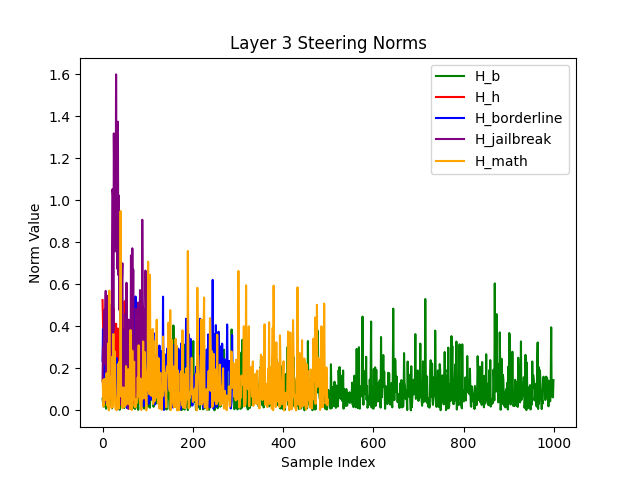 Layer 3 Steering Norms
Norm Value
1.6
1.4
1.2
1.0
0.8
0.6
0.4
0.2
0.0
H_b
H_h
H_borderline
H_jailbreak
H_math
0 200 400 600 800 1000
Sample Index